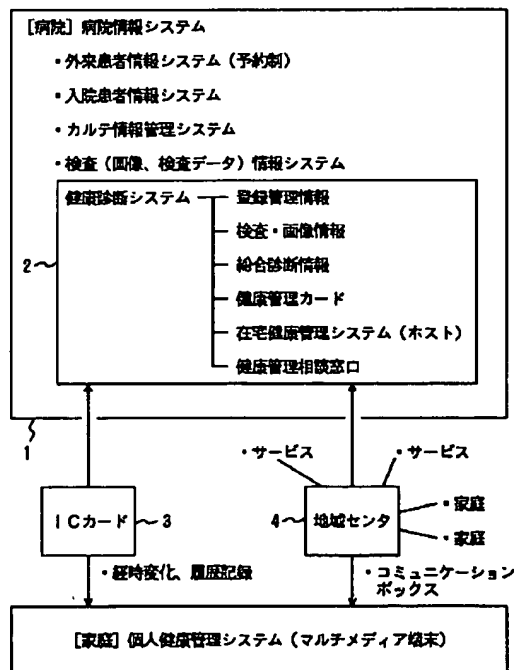 [病院] 病院情報システム
・外来患者情報システム (予約制)
・入院患者情報システム
・カルテ情報管理システム
・検査 (画像、検査データ) 情報システム
健康診断システム
登録管理情報
検査・画像情報
総合診断情報
健康管理カード
在宅健康管理システム (ホスト)
健康管理相談窓口
2
1
・サービス
・サービス
ICカード
3
4
地域センタ
・家庭
・家庭
・経時変化、履歴記録
・コミュニケーション
ボックス
[家庭] 個人健康管理システム (マルチメディア端末)